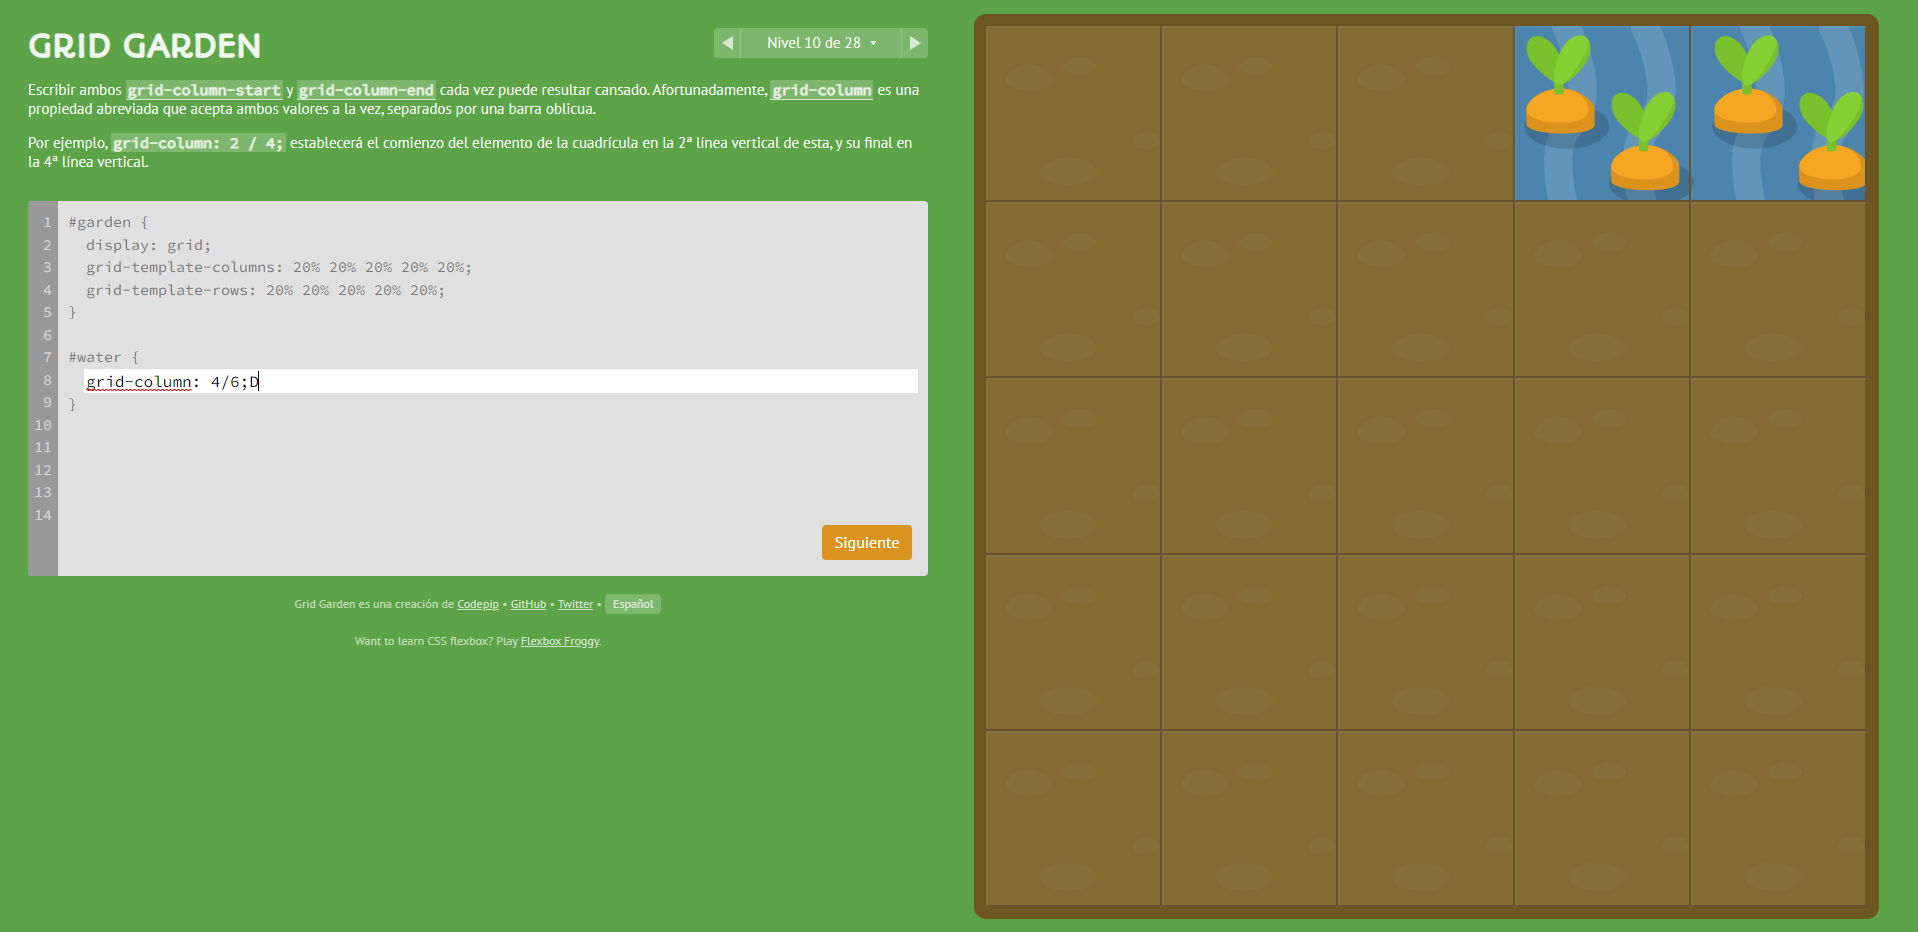 GRID GARDEN
◀ Nivel 10 de 28 ▾ ▶
Escribir ambos grid-column-start y grid-column-end cada vez puede resultar cansado. Afortunadamente, grid-column es una
propiedad abreviada que acepta ambos valores a la vez, separados por una barra oblicua.
Por ejemplo, grid-column: 2 / 4; establecerá el comienzo del elemento de la cuadrícula en la 2ª línea vertical de esta, y su final en
la 4ª línea vertical.
1 #garden {
2 display: grid;
3 grid-template-columns: 20% 20% 20% 20% 20%;
4 grid-template-rows: 20% 20% 20% 20% 20%;
5 }
6
7 #water {
8 grid-column: 4/6;D
9 }
10
11
12
13
14
Siguiente
Grid Garden es una creación de Codepip • GitHub • Twitter • Español
Want to learn CSS flexbox? Play Flexbox Froggy.